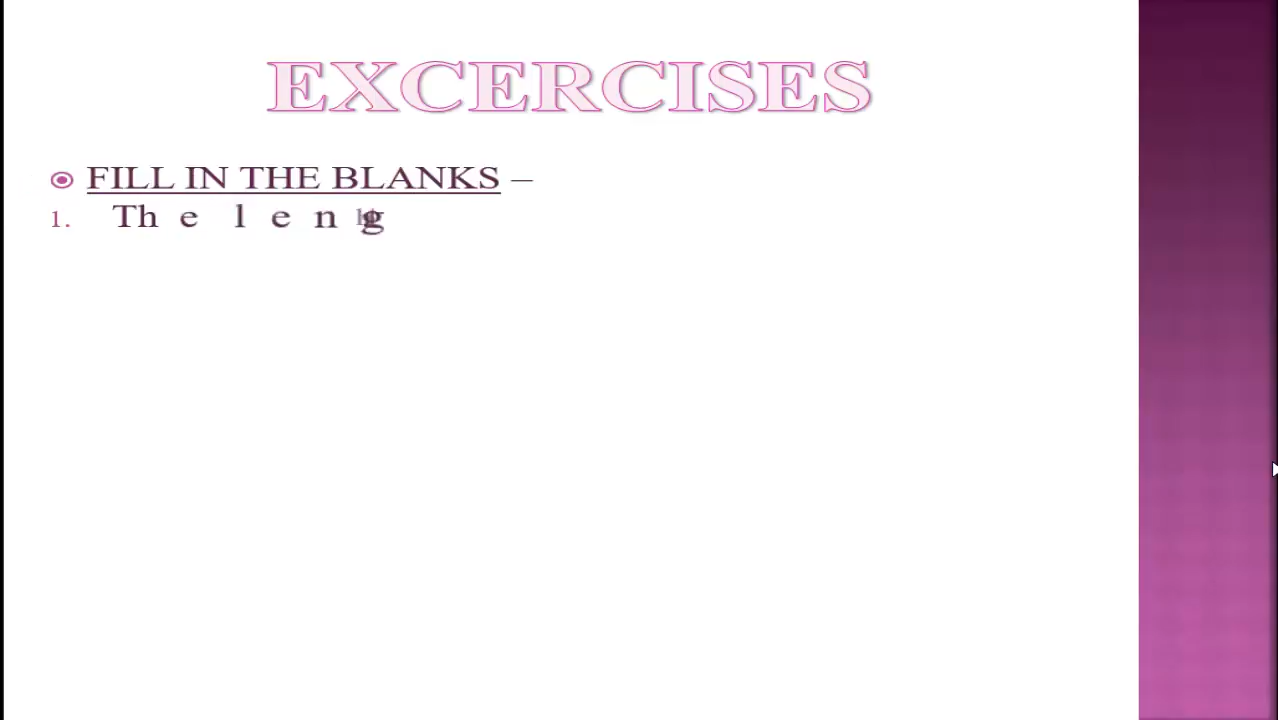 EXCERCISES
FILL IN THE BLANKS –
1. The leng